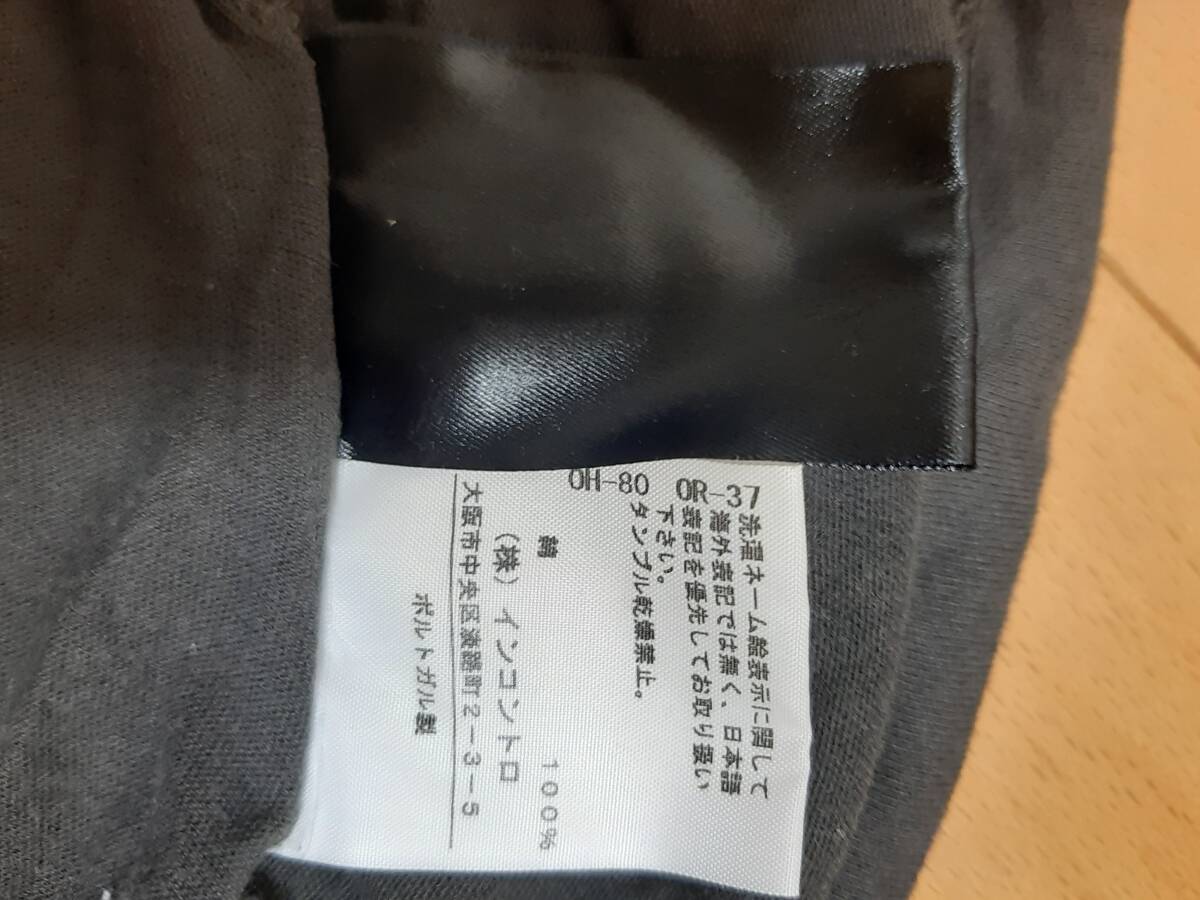 OH-80 OR-37
洗濯ネーム絵表示に関して
海外表記では無く、日本語
表記を優先してお取り扱い
下さい。
タンブル乾燥禁止。
綿 100%
(株)インコントロ
大阪市中央区淡路町2-3-5
ポルトガル製